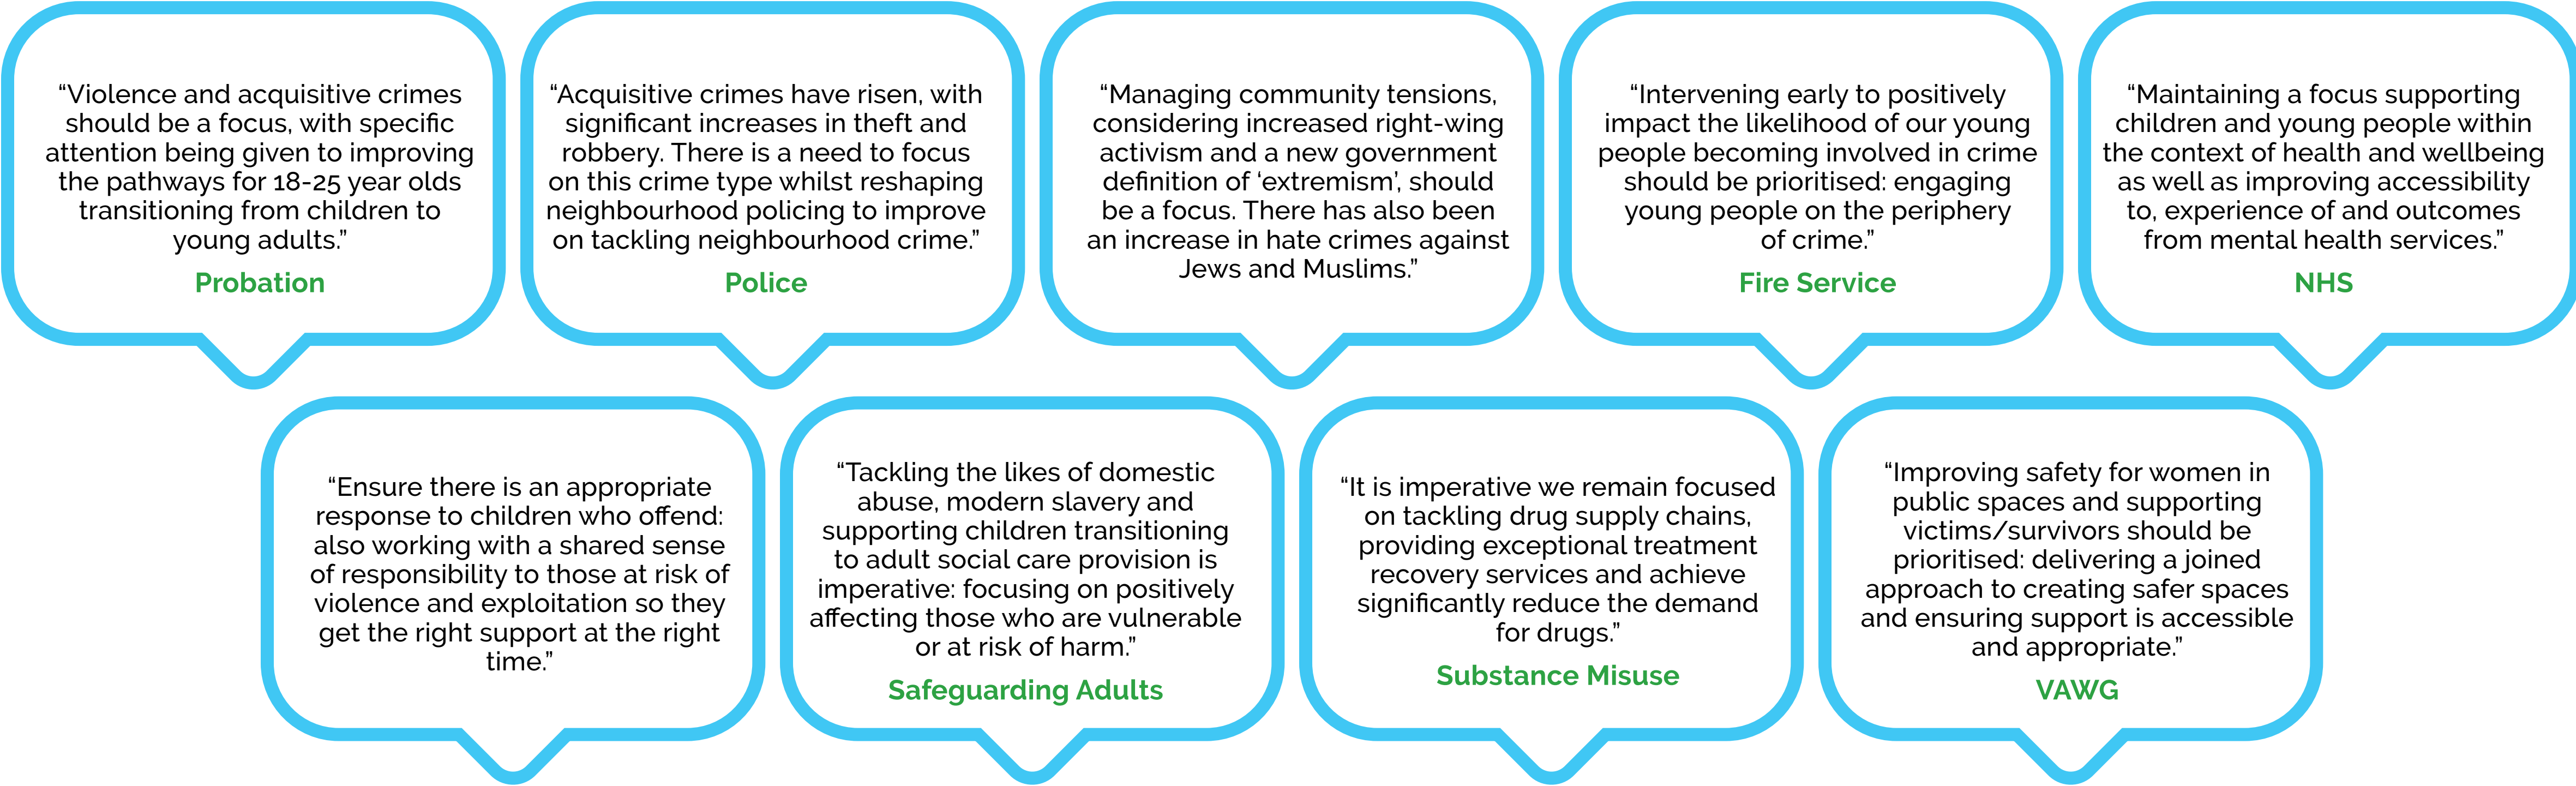 “Violence and acquisitive crimes
should be a focus, with specific
attention being given to improving
the pathways for 18-25 year olds
transitioning from children to
young adults.”
Probation
“Acquisitive crimes have risen, with
significant increases in theft and
robbery. There is a need to focus
on this crime type whilst reshaping
neighbourhood policing to improve
on tackling neighbourhood crime.”
Police
“Managing community tensions,
considering increased right-wing
activism and a new government
definition of ‘extremism’, should
be a focus. There has also been
an increase in hate crimes against
Jews and Muslims.”
“Intervening early to positively
impact the likelihood of our young
people becoming involved in crime
should be prioritised: engaging
young people on the periphery
of crime.”
Fire Service
“Maintaining a focus supporting
children and young people within
the context of health and wellbeing
as well as improving accessibility
to, experience of and outcomes
from mental health services.”
NHS
“Ensure there is an appropriate
response to children who offend:
also working with a shared sense
of responsibility to those at risk of
violence and exploitation so they
get the right support at the right
time.”
“Tackling the likes of domestic
abuse, modern slavery and
supporting children transitioning
to adult social care provision is
imperative: focusing on positively
affecting those who are vulnerable
or at risk of harm.”
Safeguarding Adults
“It is imperative we remain focused
on tackling drug supply chains,
providing exceptional treatment
recovery services and achieve
significantly reduce the demand
for drugs.”
Substance Misuse
“Improving safety for women in
public spaces and supporting
victims/survivors should be
prioritised: delivering a joined
approach to creating safer spaces
and ensuring support is accessible
and appropriate.”
VAWG